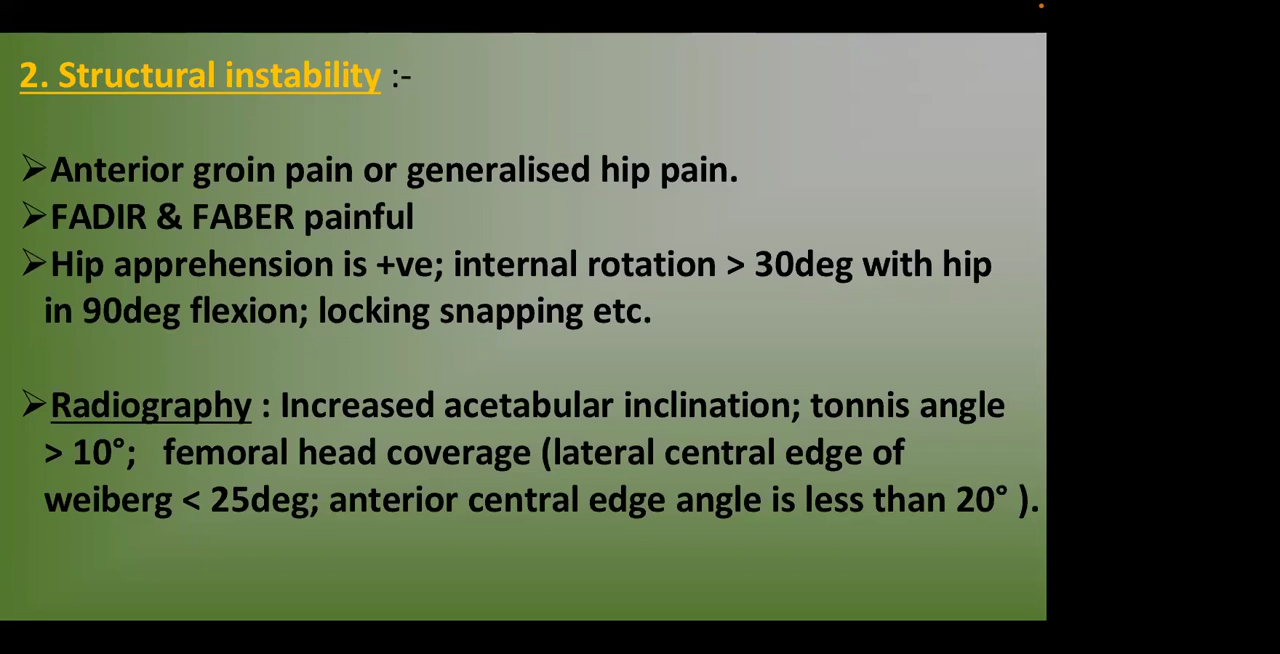 2. Structural instability :-
➢Anterior groin pain or generalised hip pain.
➢FADIR & FABER painful
➢Hip apprehension is +ve; internal rotation > 30deg with hip
in 90deg flexion; locking snapping etc.
➢Radiography : Increased acetabular inclination; tonnis angle
> 10°; femoral head coverage (lateral central edge of
weiberg < 25deg; anterior central edge angle is less than 20° ).